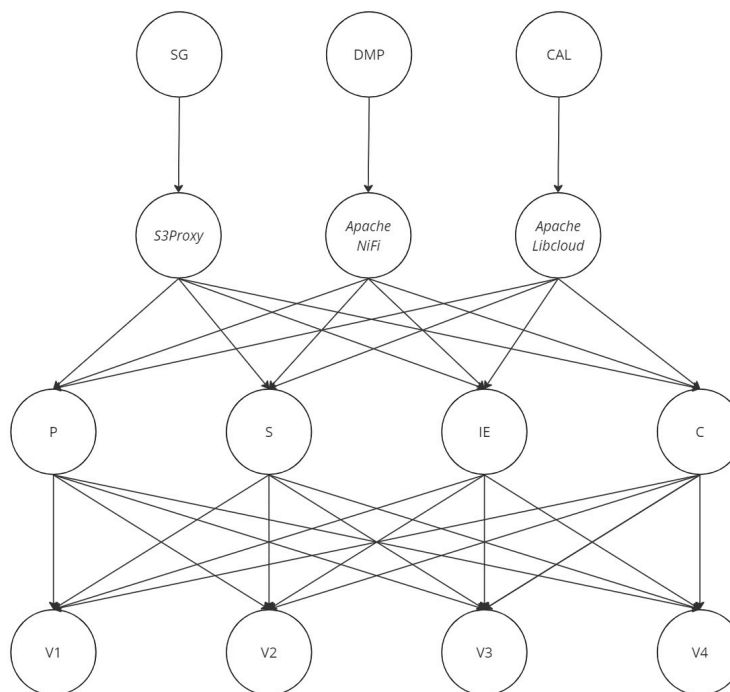 SG
DMP
CAL
S3Proxy
Apache
NiFi
Apache
Libcloud
P
S
IE
C
V1
V2
V3
V4